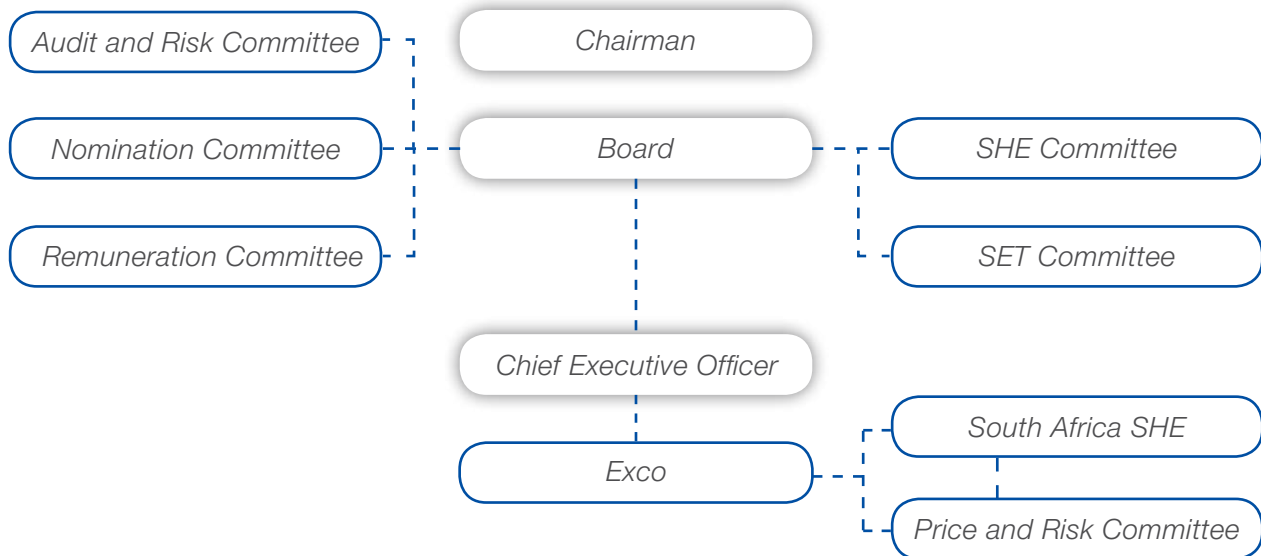 Audit and Risk Committee
Chairman
Nomination Committee
Board
SHE Committee
Remuneration Committee
SET Committee
Chief Executive Officer
South Africa SHE
Exco
Price and Risk Committee